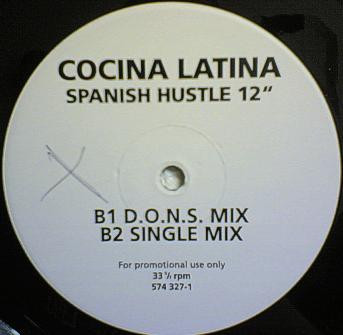 COCINA LATINA
SPANISH HUSTLE 12"
B1 D.O.N.S. MIX
B2 SINGLE MIX
For promotional use only
33 ⅓ rpm
574 327-1